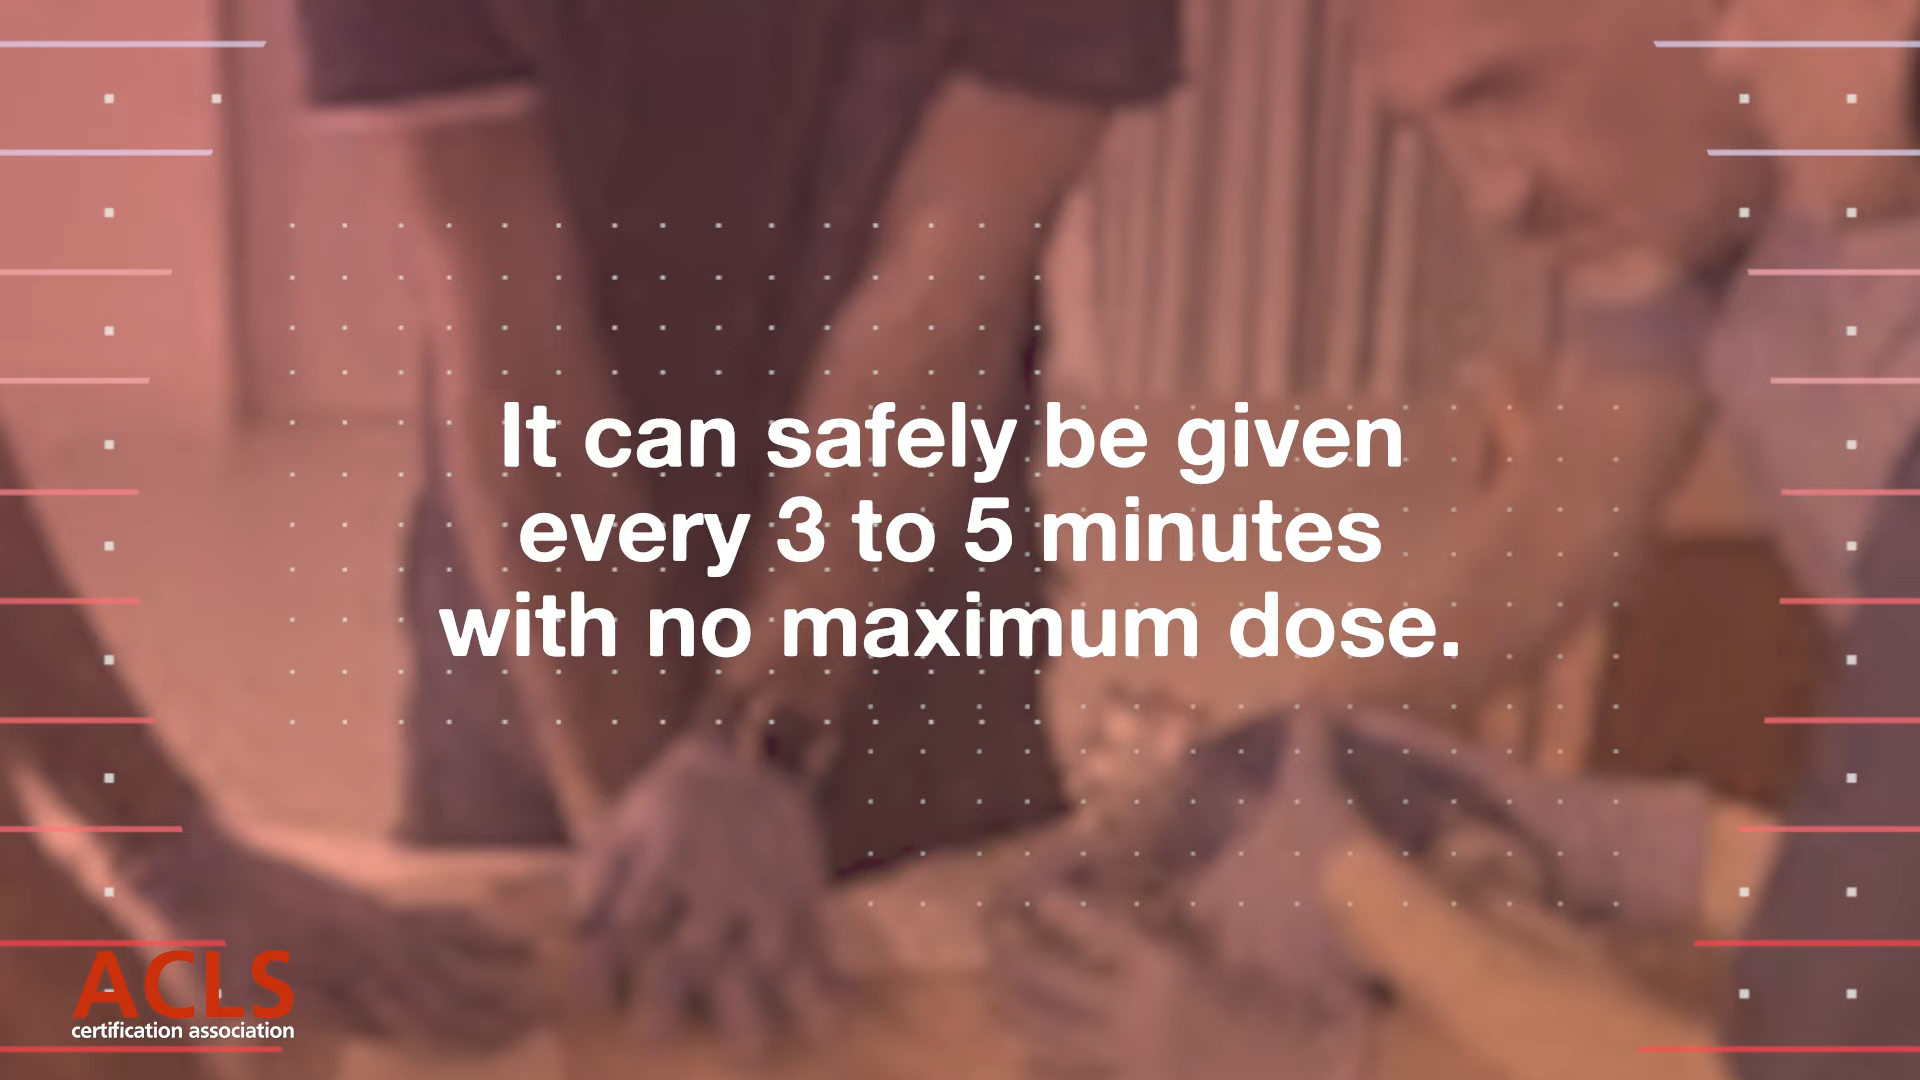 It can safely be given
every 3 to 5 minutes
with no maximum dose.
ACLS
certification association